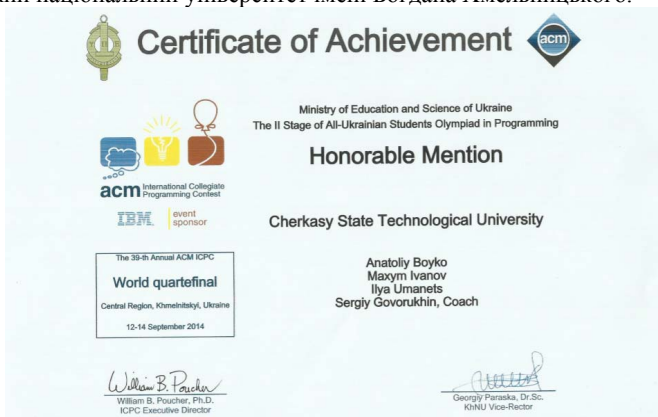 національний університет імені Богдана Хмельницького.
Certificate of Achievement
acm
Ministry of Education and Science of Ukraine
The II Stage of All-Ukrainian Students Olympiad in Programming
Honorable Mention
acm International Collegiate
Programming Contest
IBM. event
sponsor
Cherkasy State Technological University
The 39-th Annual ACM ICPC
World quartefinal
Central Region, Khmelnitskyi, Ukraine
12-14 September 2014
Anatoliy Boyko
Maxym Ivanov
Ilya Umanets
Sergiy Govorukhin, Coach
William B. Poucher
William B. Poucher, Ph.D.
ICPC Executive Director
Georgiy Paraska, Dr.Sc.
KhNU Vice-Rector